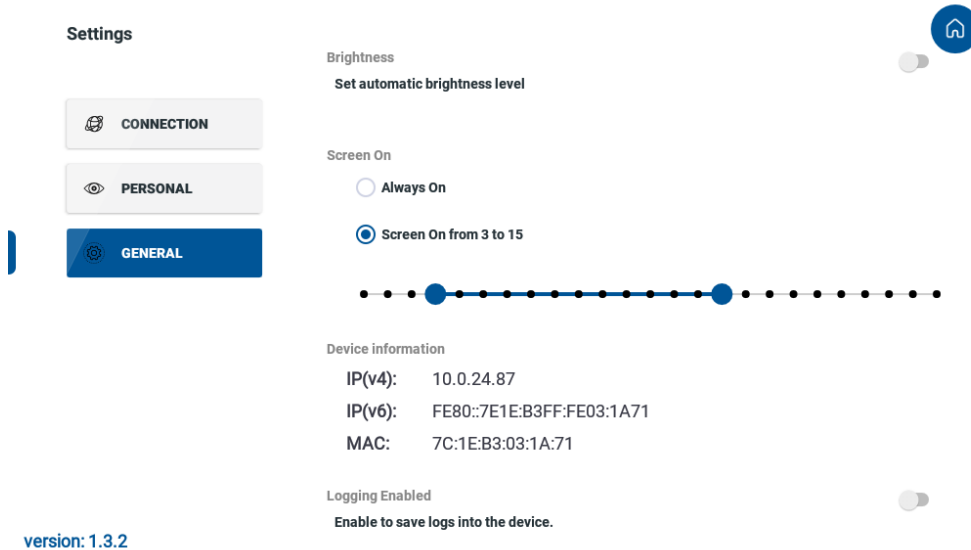 Settings
CONNECTION
PERSONAL
GENERAL
Brightness
Set automatic brightness level
Screen On
Always On
Screen On from 3 to 15
Device information
IP(v4): 10.0.24.87
IP(v6): FE80::7E1E:B3FF:FE03:1A71
MAC: 7C:1E:B3:03:1A:71
Logging Enabled
Enable to save logs into the device.
version: 1.3.2